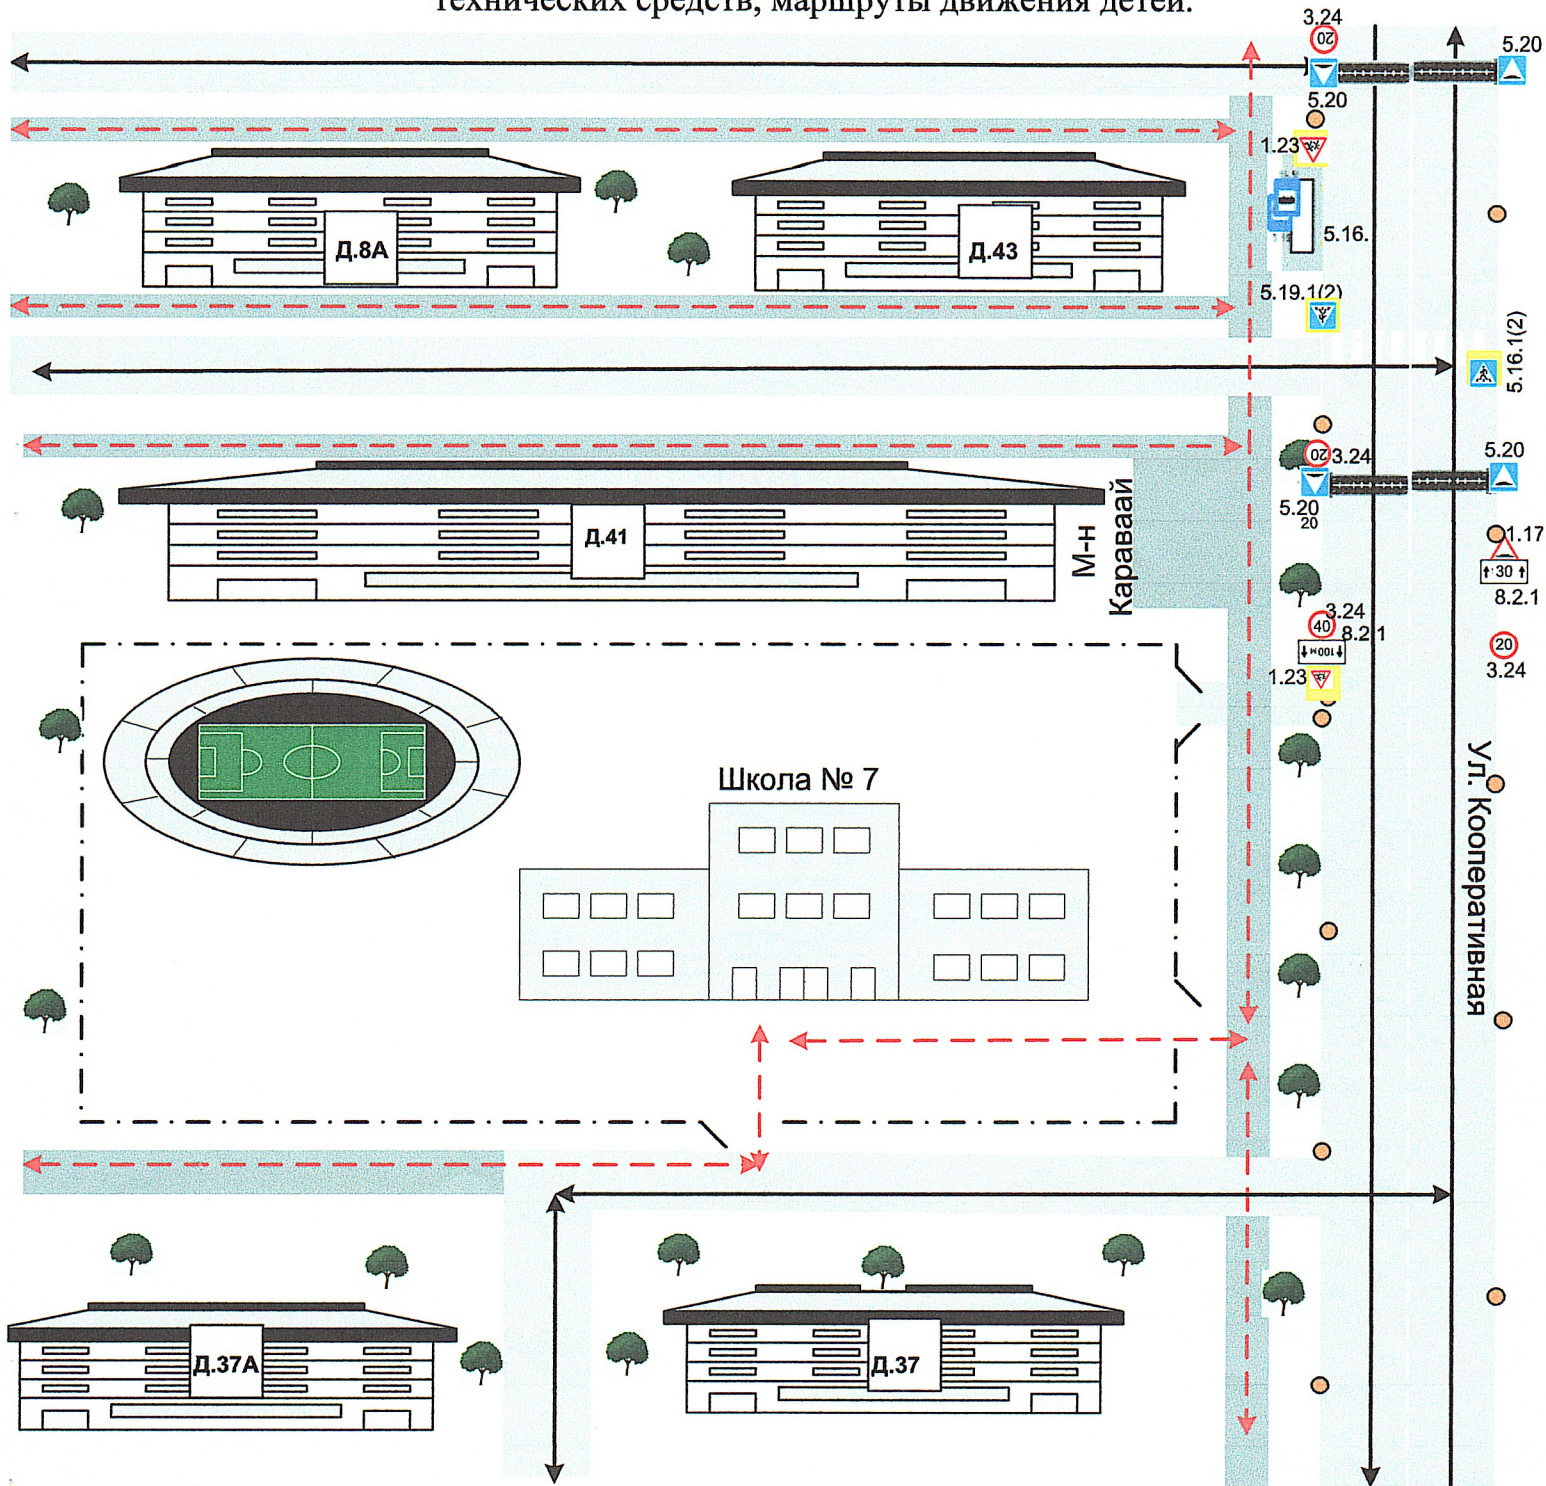 технических средств, маршруты движения детей.
3.24
20
5.20
5.20
1.23
Д.8А
Д.43
5.16.
5.19.1(2)
5.16.1(2)
20
3.24
5.20
5.20
20
Д.41
М-н
Караваай
1.17
30
8.2.1
3.24
40
8.2.1
100м
1.23
20
3.24
Школа № 7
Ул. Кооперативная
Д.37А
Д.37